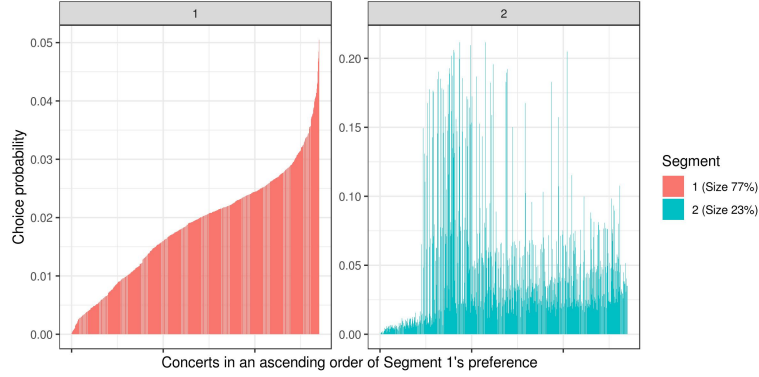 1
2
Choice probability
0.05
0.04
0.03
0.02
0.01
0.00
0.20
0.15
0.10
0.05
0.00
Segment
1 (Size 77%)
2 (Size 23%)
Concerts in an ascending order of Segment 1's preference